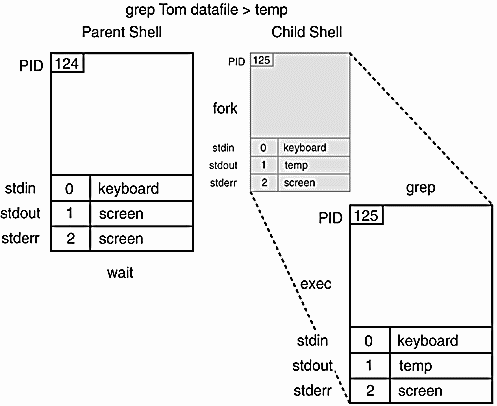 grep Tom datafile > temp
Parent Shell
Child Shell
PID 124
PID 125
fork
stdin 0 keyboard
stdout 1 screen
stderr 2 screen
wait
stdin 0 keyboard
stdout 1 temp
stderr 2 screen
grep
PID 125
exec
stdin 0 keyboard
stdout 1 temp
stderr 2 screen